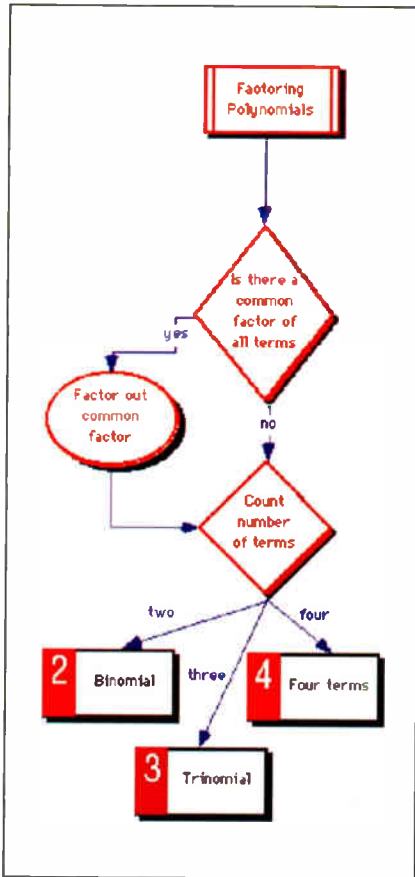 Factoring
Polynomials
Is there a
common
factor of
all terms
yes
Factor out
common
factor
no
Count
number
of terms
two
four
three
2 Binomial
4 Four terms
3 Trinomial